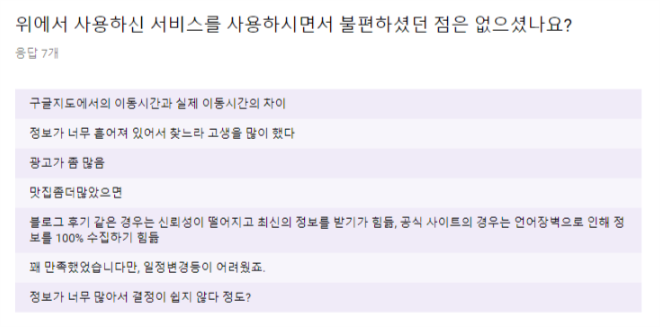 위에서 사용하신 서비스를 사용하시면서 불편하셨던 점은 없으셨나요?
응답 7개
구글지도에서의 이동시간과 실제 이동시간의 차이
정보가 너무 흩어져 있어서 찾느라 고생을 많이 했다
광고가 좀 많음
맛집좀더많았으면
블로그 후기 같은 경우는 신뢰성이 떨어지고 최신의 정보를 받기가 힘듦, 공식 사이트의 경우는 언어장벽으로 인해 정
보를 100% 수집하기 힘듦
꽤 만족했었습니다만, 일정변경등이 어려웠죠.
정보가 너무 많아서 결정이 쉽지 않다 정도?